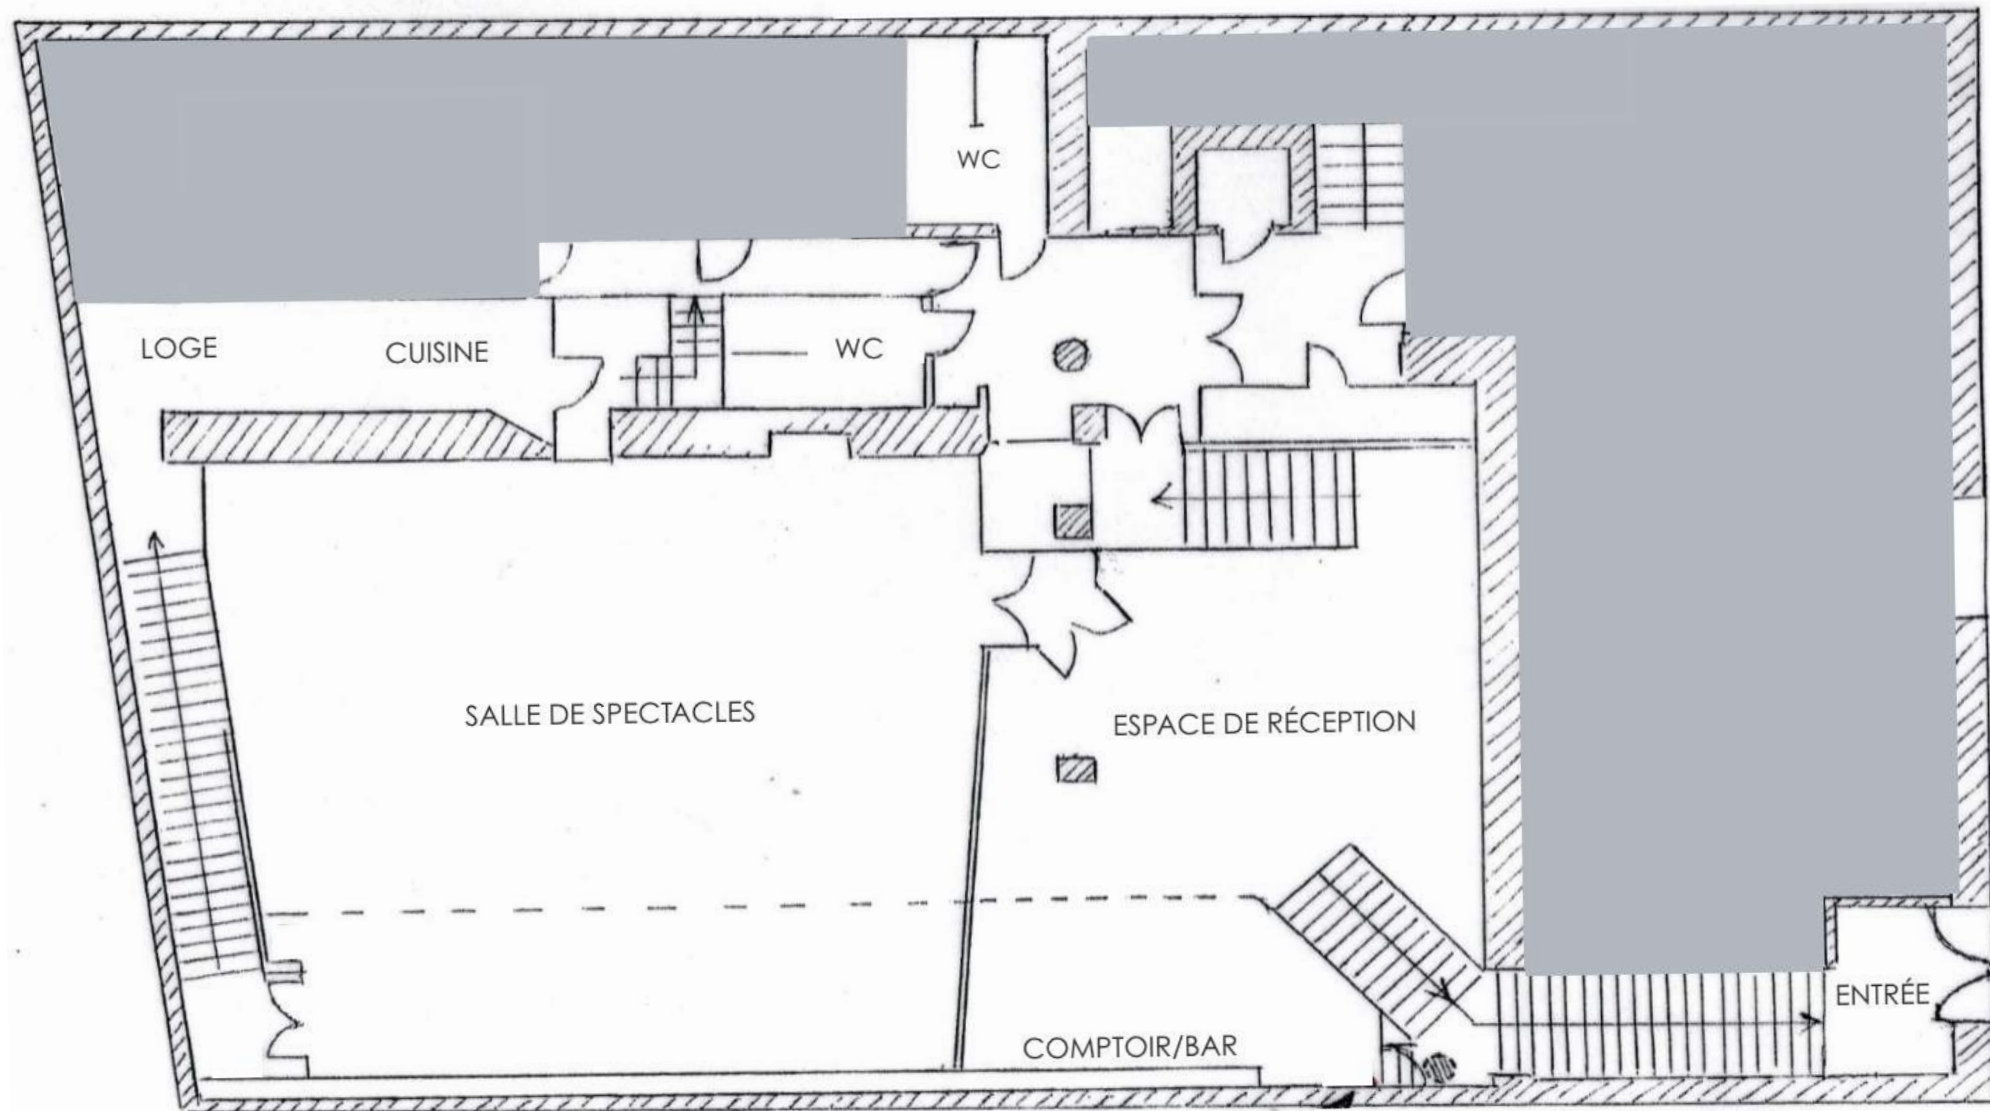 WC
LOGE
CUISINE
WC
SALLE DE SPECTACLES
ESPACE DE RÉCEPTION
ENTRÉE
COMPTOIR/BAR